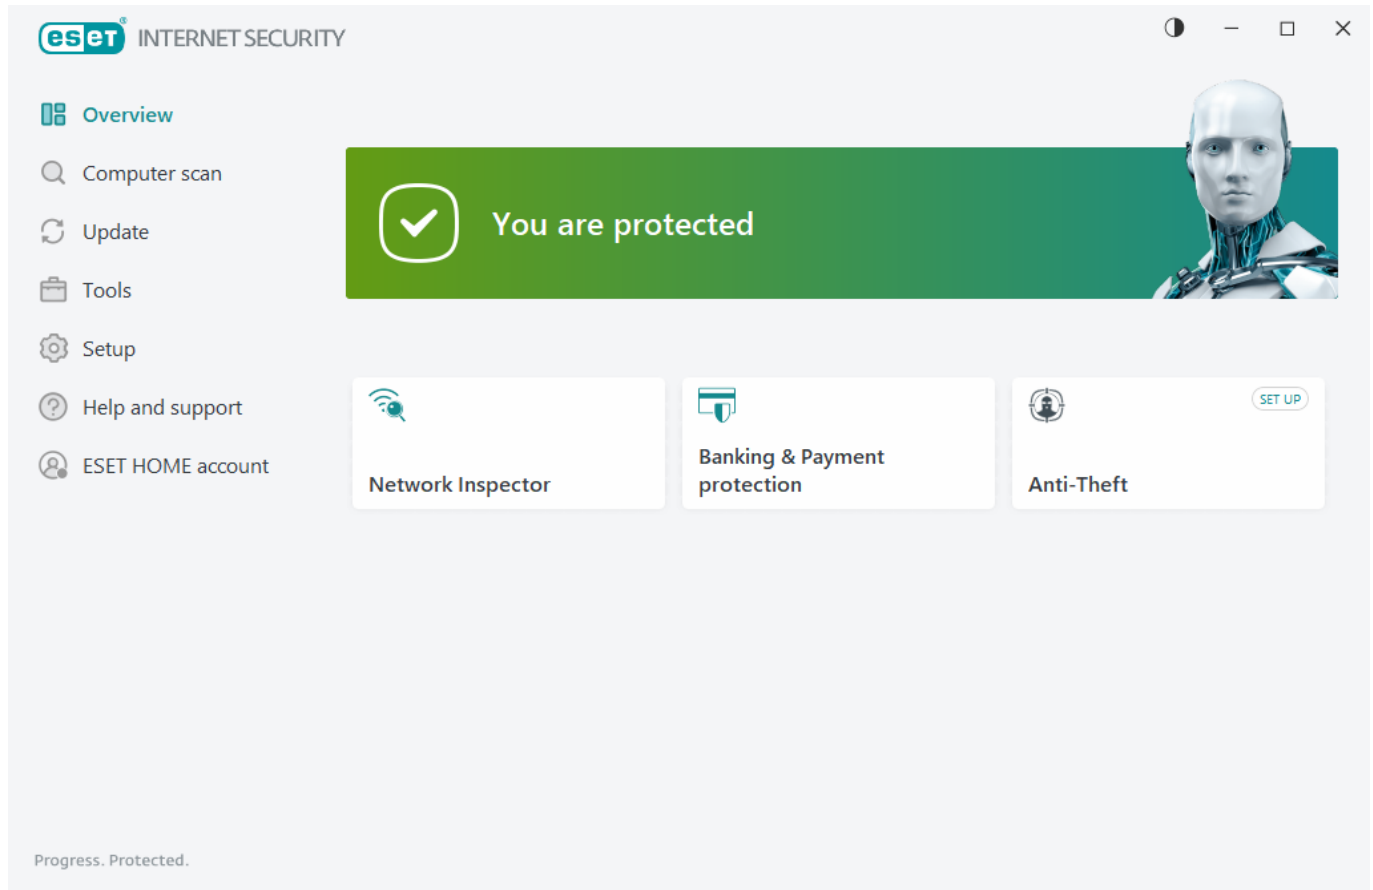 eseT® INTERNET SECURITY
Overview
Computer scan
Update
Tools
Setup
Help and support
ESET HOME account
You are protected
Network Inspector
Banking & Payment
protection
SET UP
Anti-Theft
Progress. Protected.